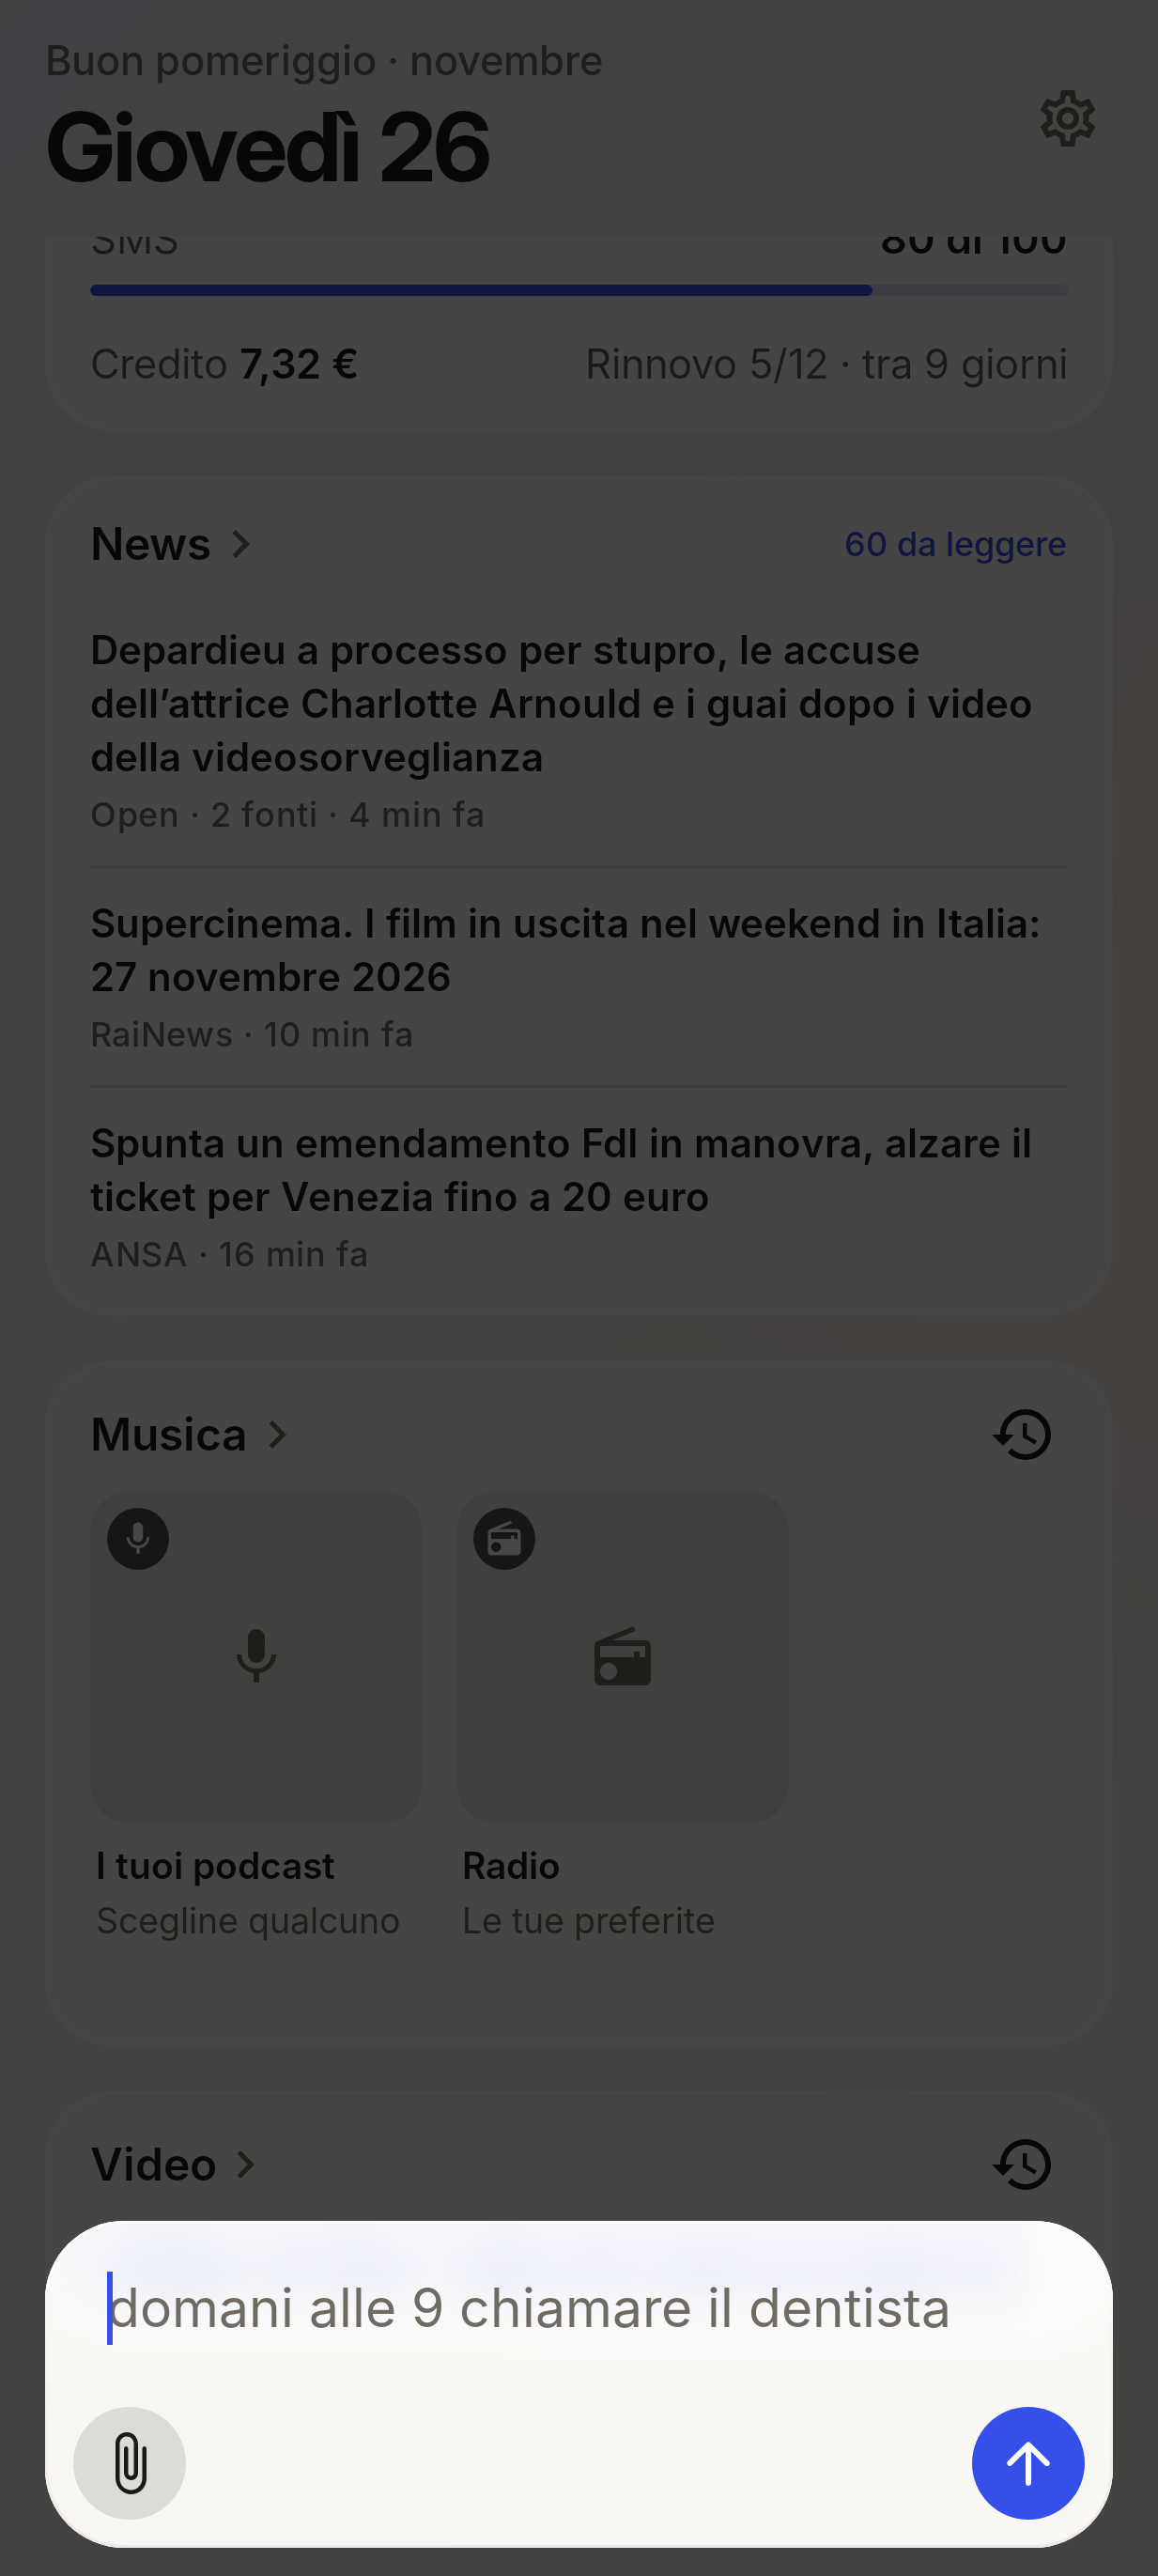 Buon pomeriggio · novembre
Giovedì 26
SMS
80 di 100
Credito 7,32 €
Rinnovo 5/12 · tra 9 giorni
News
60 da leggere
Depardieu a processo per stupro, le accuse
dell’attrice Charlotte Arnould e i guai dopo i video
della videosorveglianza
Open · 2 fonti · 4 min fa
Supercinema. I film in uscita nel weekend in Italia:
27 novembre 2026
RaiNews · 10 min fa
Spunta un emendamento FdI in manovra, alzare il
ticket per Venezia fino a 20 euro
ANSA · 16 min fa
Musica
I tuoi podcast
Scegline qualcuno
Radio
Le tue preferite
Video
domani alle 9 chiamare il dentista